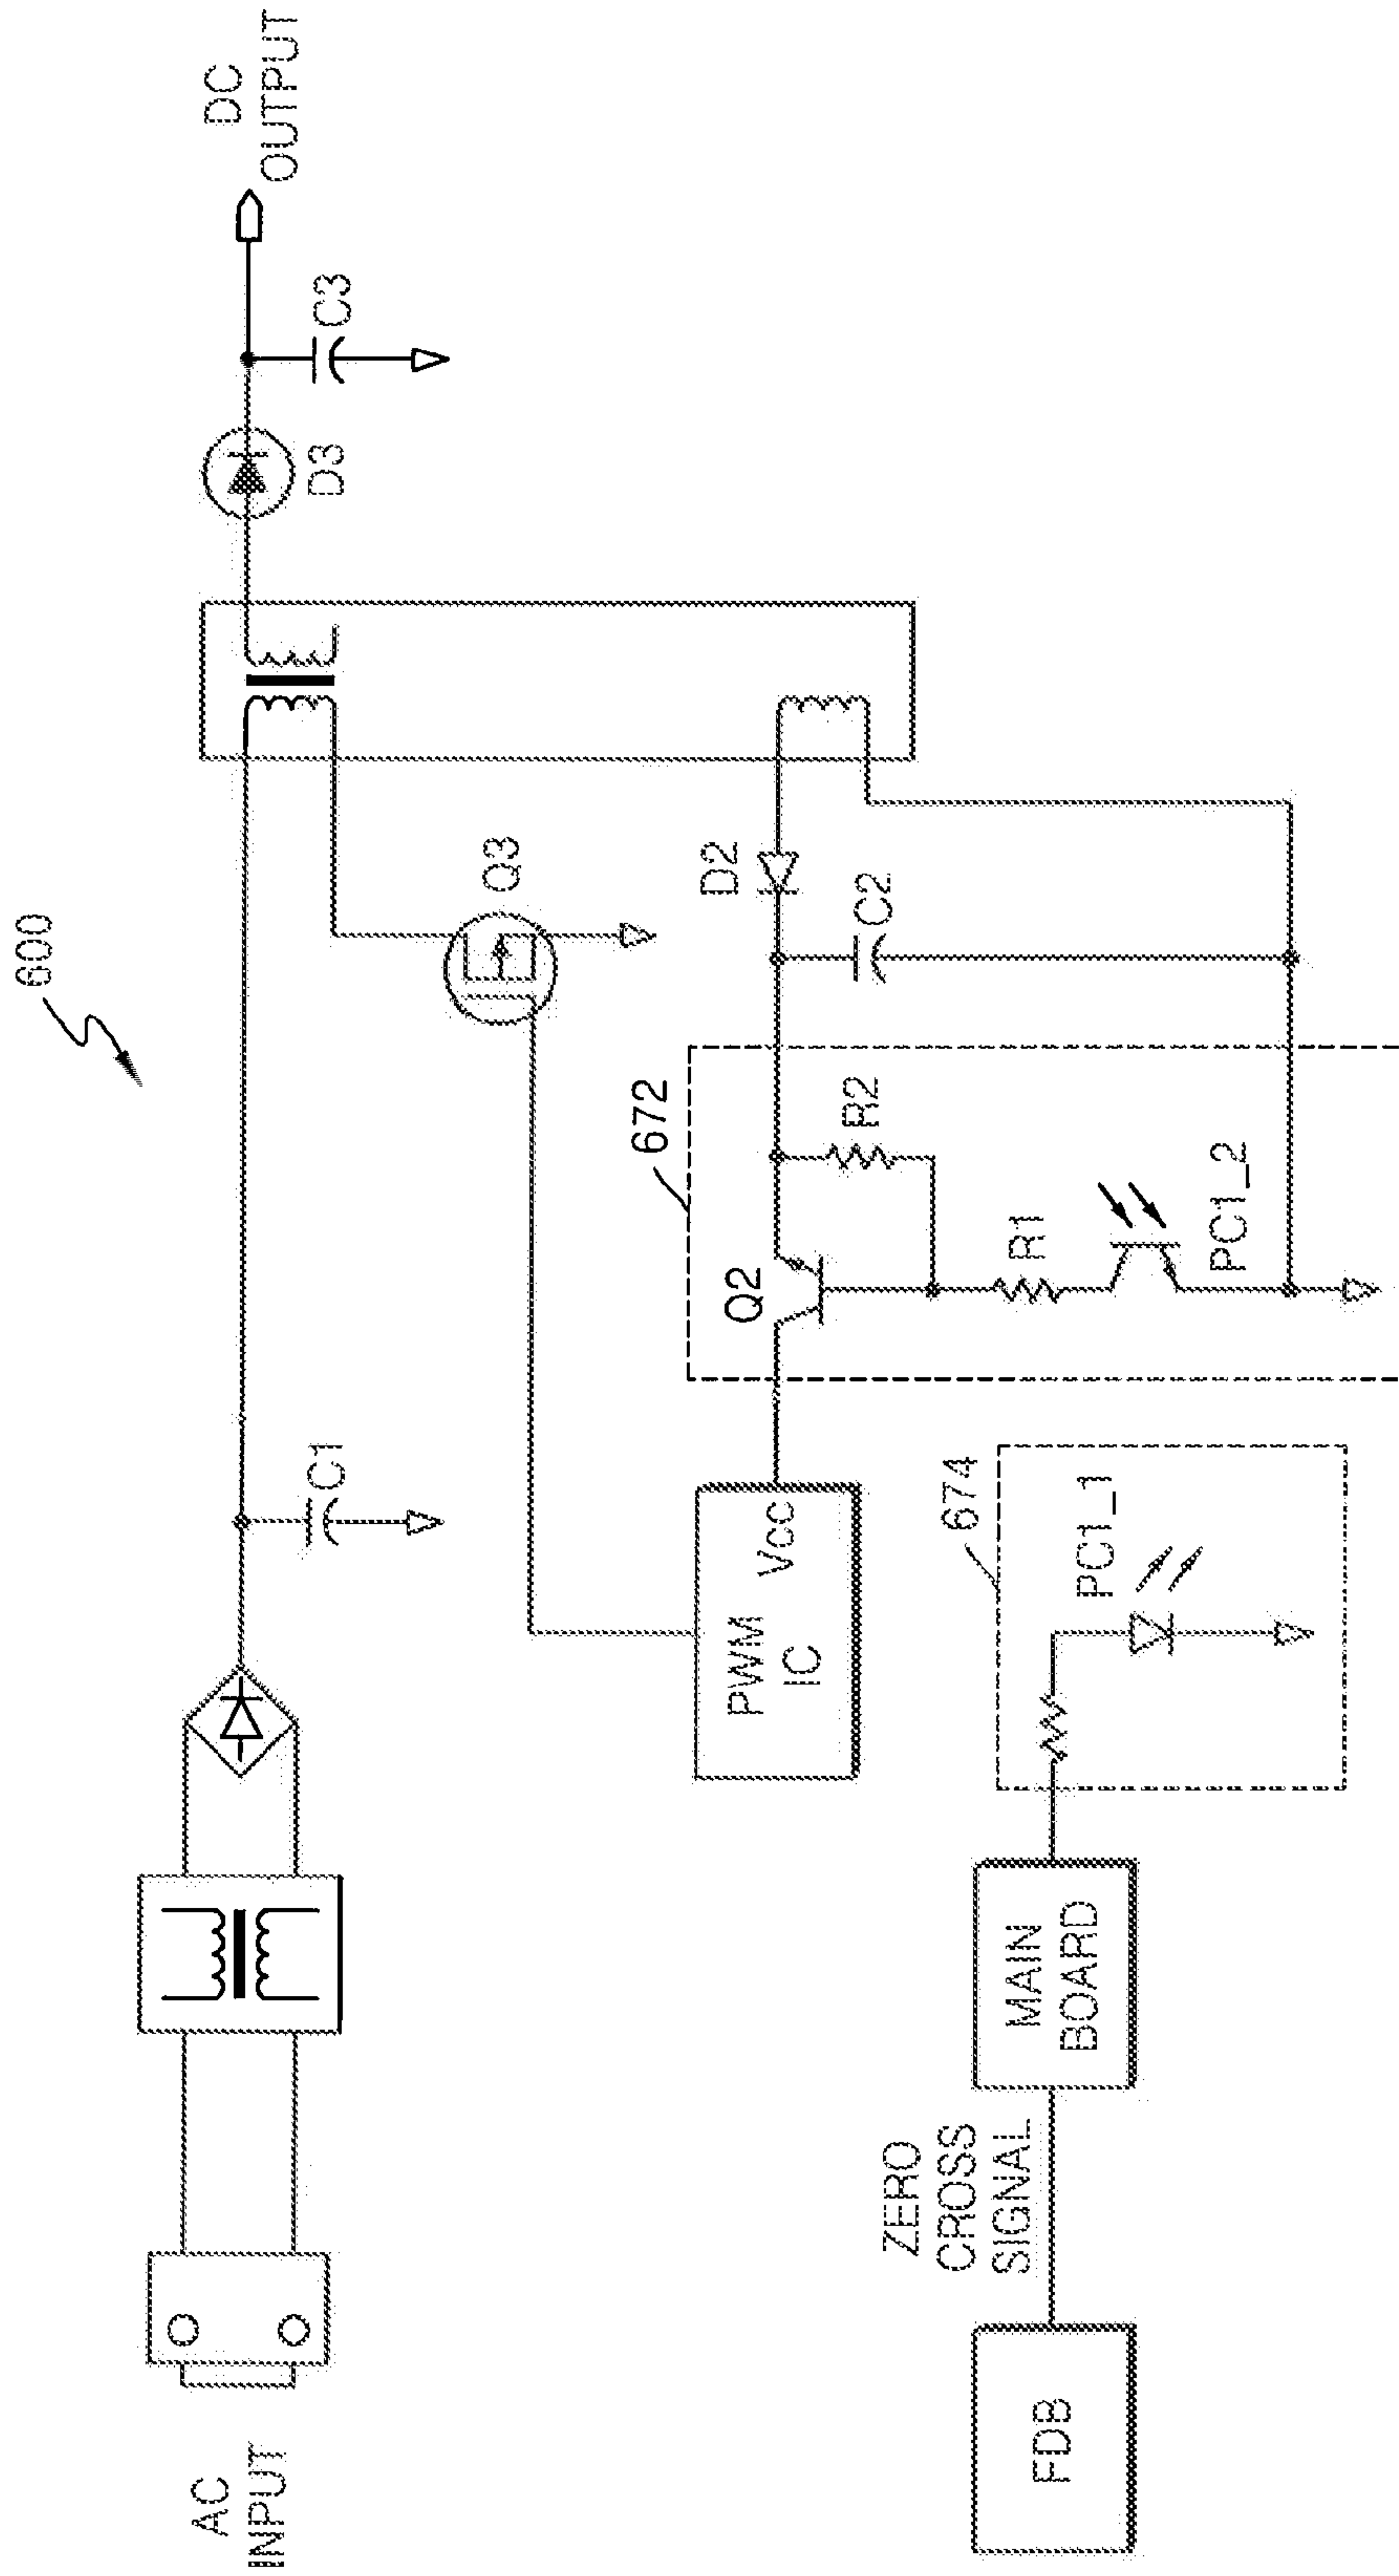 600
AC
INPUT
C1
D3
C3
DC
OUTPUT
Q3
672
D2
C2
Q2
R2
R1
PC1_2
PWM
IC
Vcc
674
PC1_1
ZERO
CROSS
SIGNAL
FDB
MAIN
BOARD